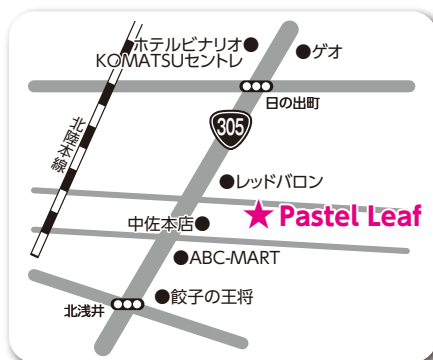 ホテルビナリオ
KOMATSUセントレ
ゲオ
日の出町
305
北陸本線
レッドバロン
Pastel Leaf
中佐本店
ABC-MART
北浅井
餃子の王将